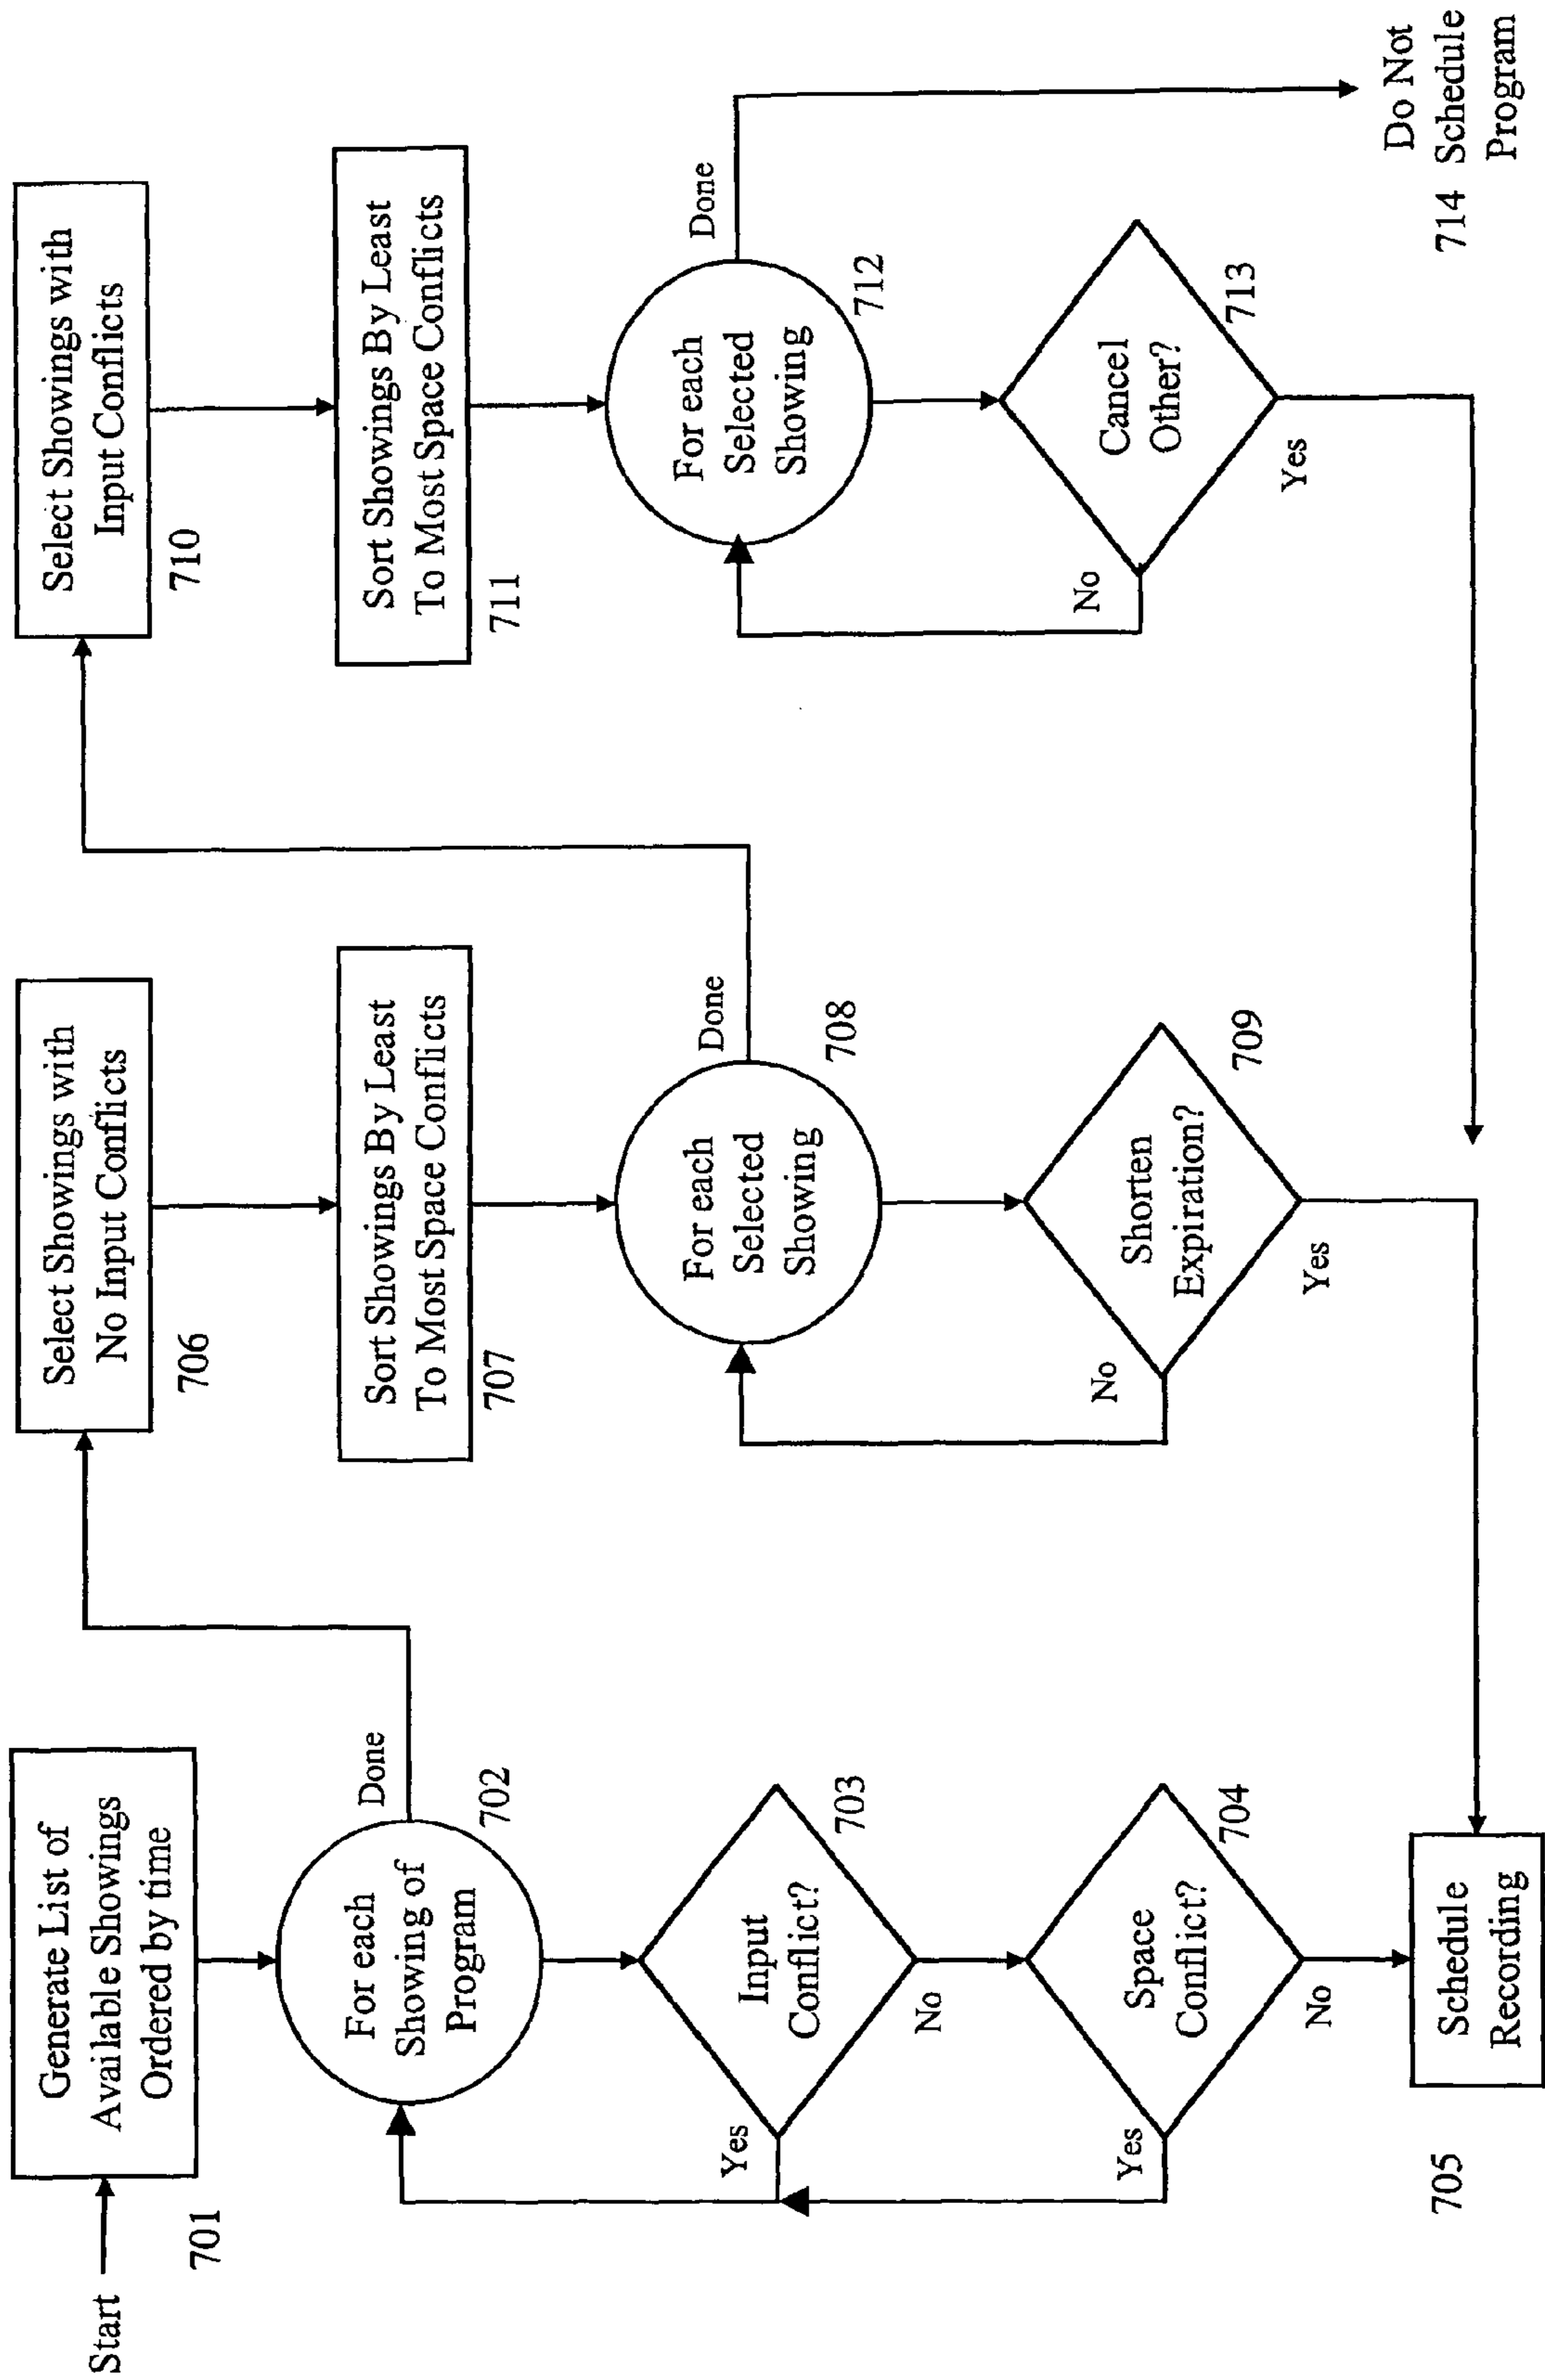 Start
Generate List of
Available Showings
Ordered by time
701
For each
Showing of
Program
Done
702
Input
Conflict?
703
Yes
No
Space
Conflict?
704
Yes
No
Schedule
Recording
705
Select Showings with
No Input Conflicts
706
Sort Showings By Least
To Most Space Conflicts
707
For each
Selected
Showing
Done
708
Shorten
Expiration?
709
No
Yes
Select Showings with
Input Conflicts
710
Sort Showings By Least
To Most Space Conflicts
711
For each
Selected
Showing
Done
712
Cancel
Other?
713
No
Yes
Do Not
714 Schedule
Program